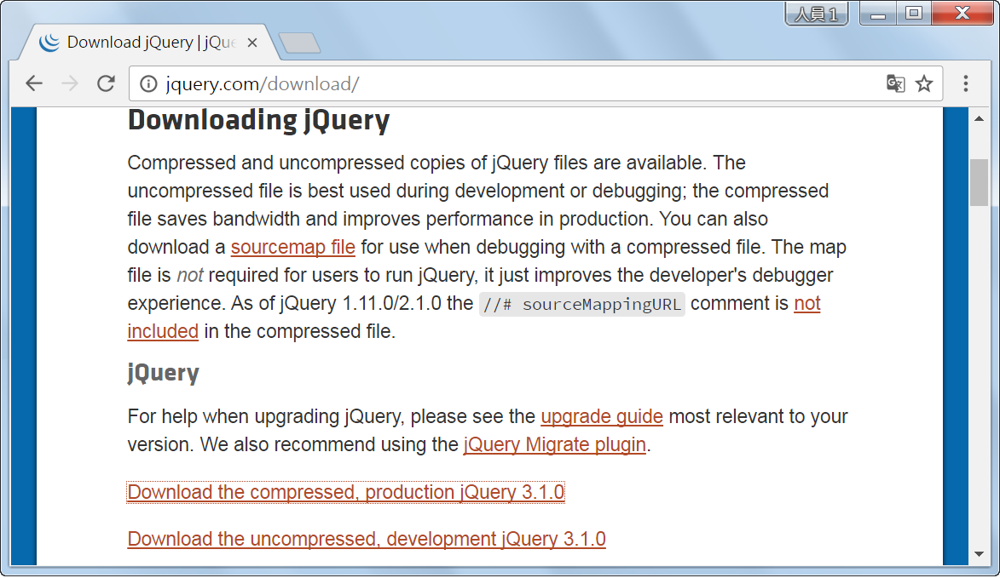 人員 1
Download jQuery | jQue
jquery.com/download/
Downloading jQuery
Compressed and uncompressed copies of jQuery files are available. The
uncompressed file is best used during development or debugging; the compressed
file saves bandwidth and improves performance in production. You can also
download a sourcemap file for use when debugging with a compressed file. The map
file is not required for users to run jQuery, it just improves the developer's debugger
experience. As of jQuery 1.11.0/2.1.0 the //# sourceMappingURL comment is not
included in the compressed file.
jQuery
For help when upgrading jQuery, please see the upgrade guide most relevant to your
version. We also recommend using the jQuery Migrate plugin.
Download the compressed, production jQuery 3.1.0
Download the uncompressed, development jQuery 3.1.0